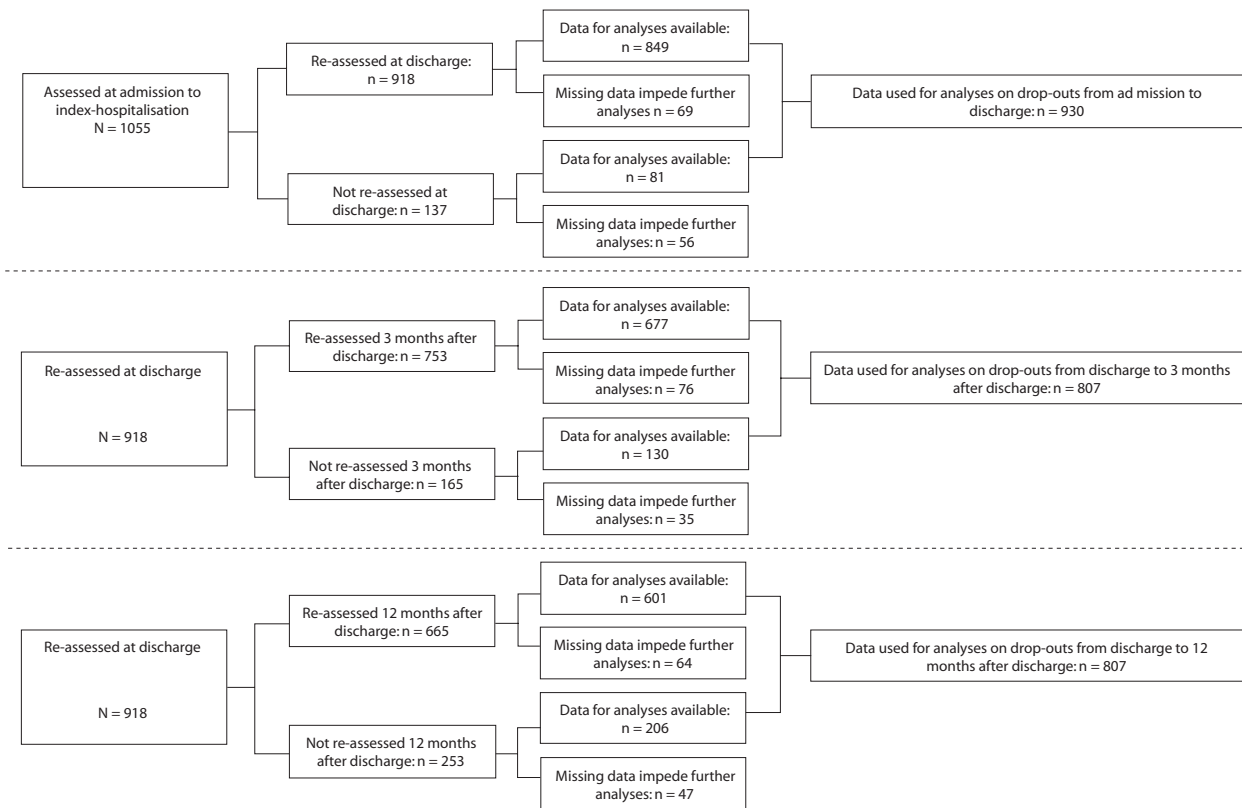 Assessed at admission to
index-hospitalisation
N = 1055
Re-assessed at discharge:
n = 918
Not re-assessed at
discharge: n = 137
Data for analyses available:
n = 849
Missing data impede further
analyses n = 69
Data for analyses available:
n = 81
Missing data impede further
analyses: n = 56
Data used for analyses on drop-outs from ad mission to
discharge: n = 930
Re-assessed at discharge
N = 918
Re-assessed 3 months after
discharge: n = 753
Not re-assessed 3 months
after discharge: n = 165
Data for analyses available:
n = 677
Missing data impede further
analyses: n = 76
Data for analyses available:
n = 130
Missing data impede further
analyses: n = 35
Data used for analyses on drop-outs from discharge to 3 months
after discharge: n = 807
Re-assessed at discharge
N = 918
Re-assessed 12 months after
discharge: n = 665
Not re-assessed 12 months
after discharge: n = 253
Data for analyses available:
n = 601
Missing data impede further
analyses: n = 64
Data for analyses available:
n = 206
Missing data impede further
analyses: n = 47
Data used for analyses on drop-outs from discharge to 12
months after discharge: n = 807